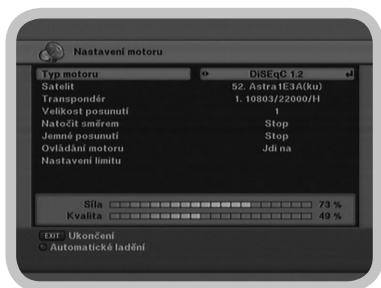 Nastavení motoru
Typ motoru DiSEqC 1.2
Satelit 52. Astra1E3A(ku)
Transpondér 1. 10803/22000/H
Velikost posunutí 1
Natočit směrem Stop
Jemné posunutí Stop
Ovládání motoru Jdi na
Nastavení limitu
Síla 73 %
Kvalita 49 %
EXIT Ukončení
Automatické ladění